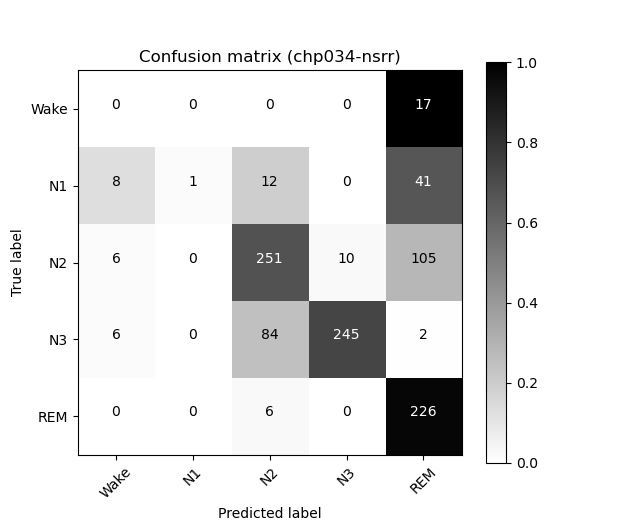 Confusion matrix (chp034-nsrr)
Wake 0 0 0 0 17
N1 8 1 12 0 41
N2 6 0 251 10 105
N3 6 0 84 245 2
REM 0 0 6 0 226
Wake N1 N2 N3 REM
Predicted label
True label
1.0
0.8
0.6
0.4
0.2
0.0